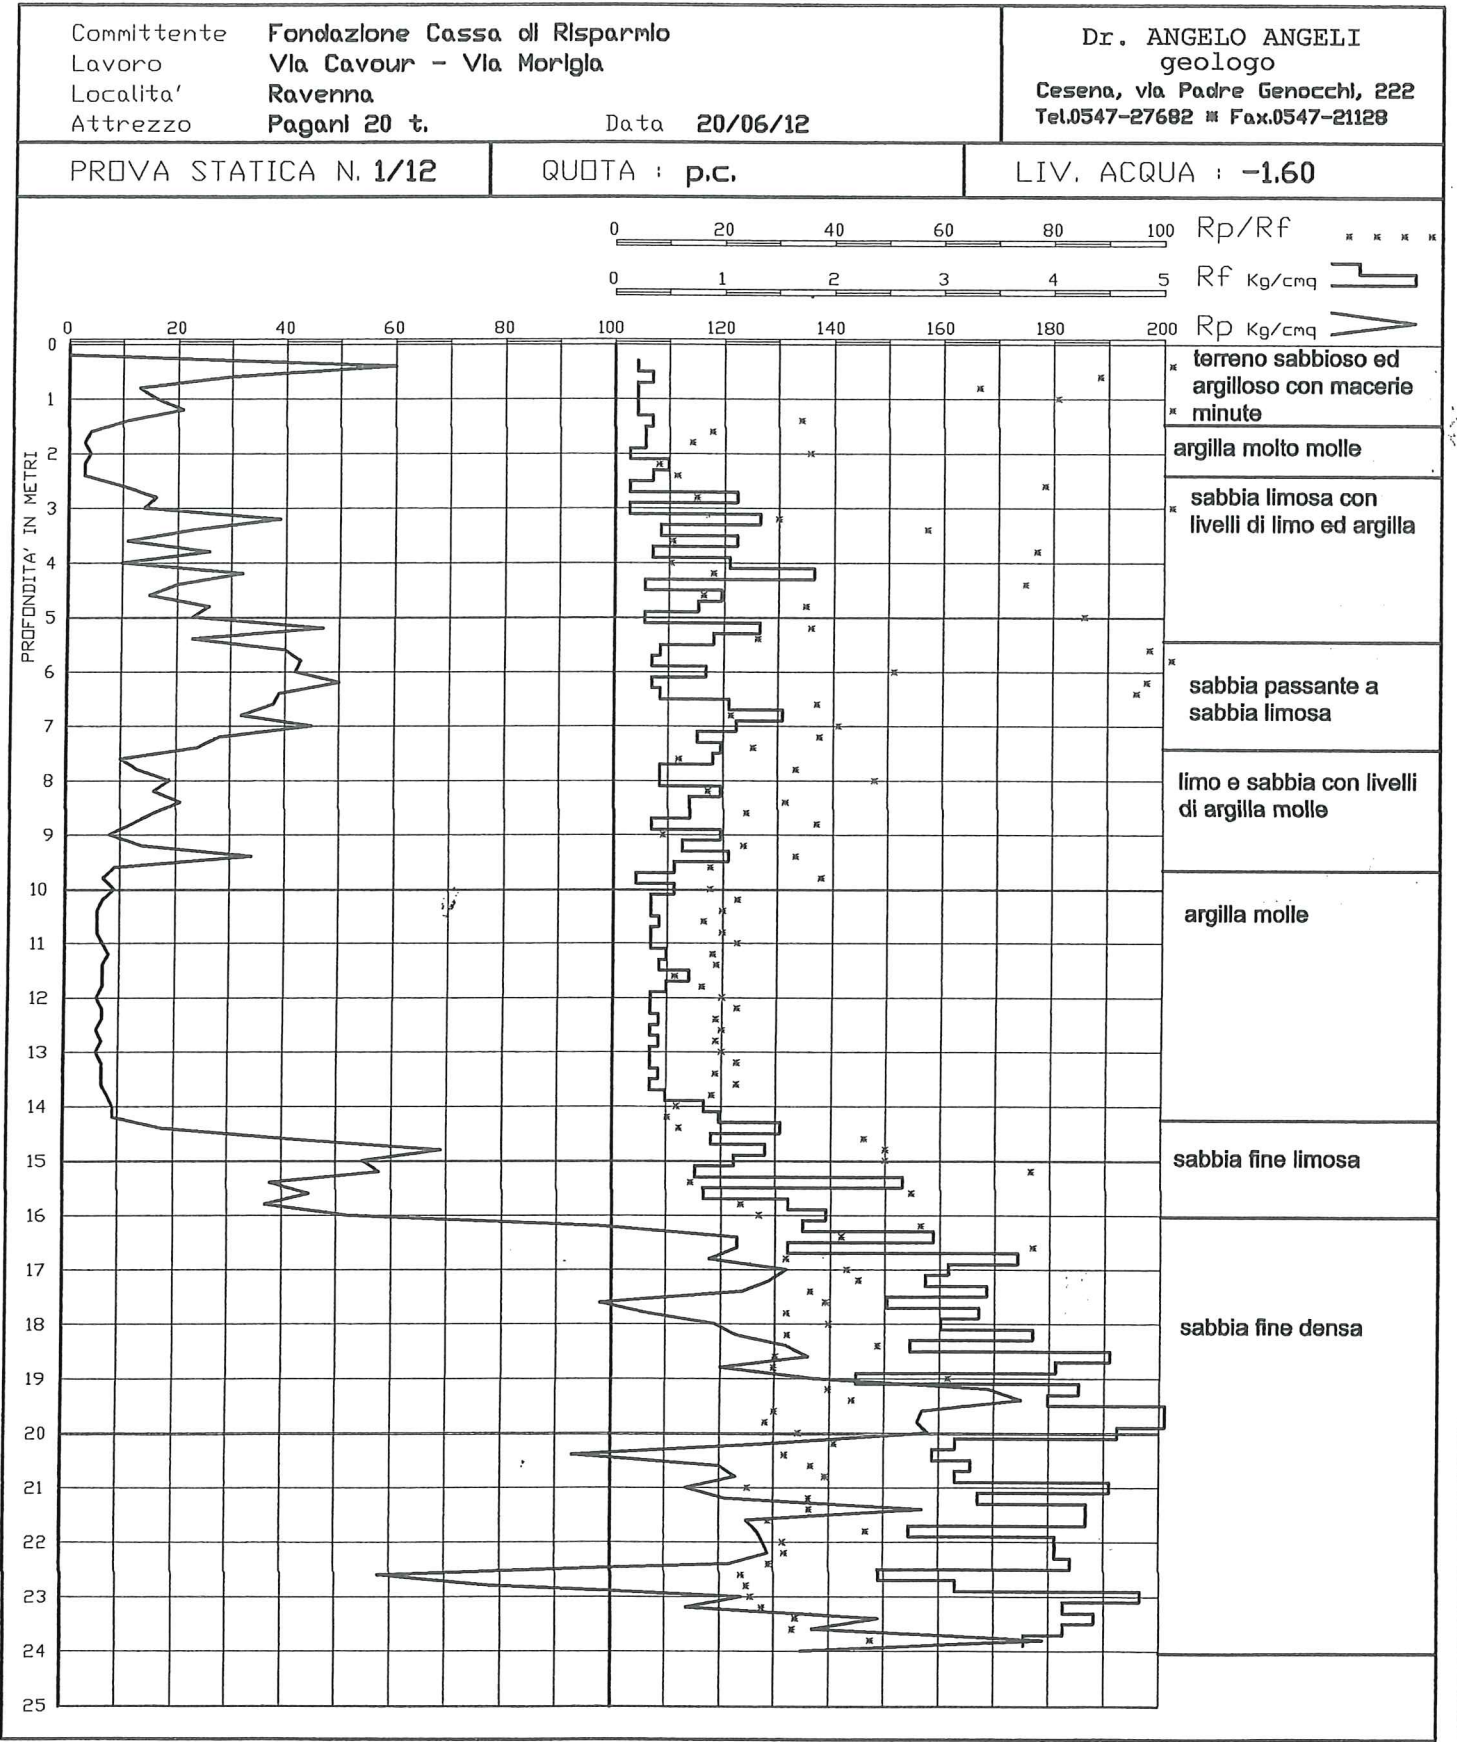 Committente Fondazione Cassa di Risparmio
Lavoro Via Cavour - Via Morigia
Localita' Ravenna
Attrezzo Pagani 20 t. Data 20/06/12
Dr. ANGELO ANGELI
geologo
Cesena, via Padre Genocchi, 222
Tel.0547-27682 * Fax.0547-21128
PROVA STATICA N. 1/12
QUOTA : p.c.
LIV. ACQUA : -1.60
0 20 40 60 80 100 Rp/Rf
0 1 2 3 4 5 Rf Kg/cmq
Rp Kg/cmq
0 20 40 60 80 100 120 140 160 180 200
PROFONDITA' IN METRI
0
1
2
3
4
5
6
7
8
9
10
11
12
13
14
15
16
17
18
19
20
21
22
23
24
25
terreno sabbioso ed
argilloso con macerie
minute
argilla molto molle
sabbia limosa con
livelli di limo ed argilla
sabbia passante a
sabbia limosa
limo e sabbia con livelli
di argilla molle
argilla molle
sabbia fine limosa
sabbia fine densa